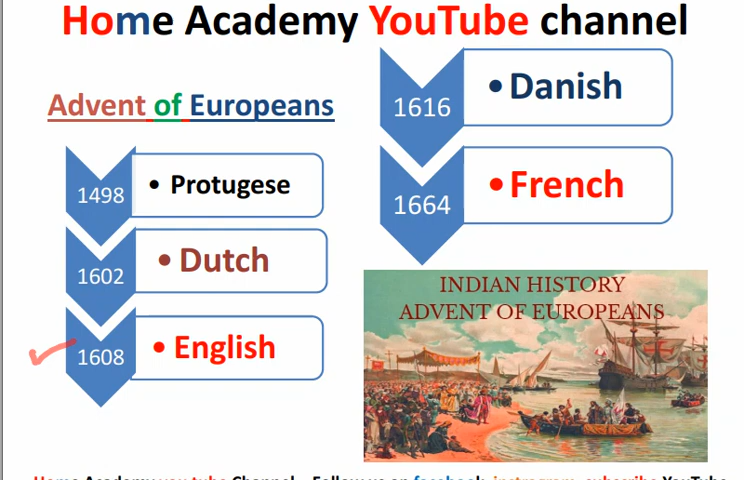 Home Academy YouTube channel
Advent of Europeans
1498
• Protugese
1602
• Dutch
1608
• English
1616
• Danish
1664
• French
INDIAN HISTORY
ADVENT OF EUROPEANS
Home Academy you tube Channel Follow us on facebook instragram subscribe YouTube